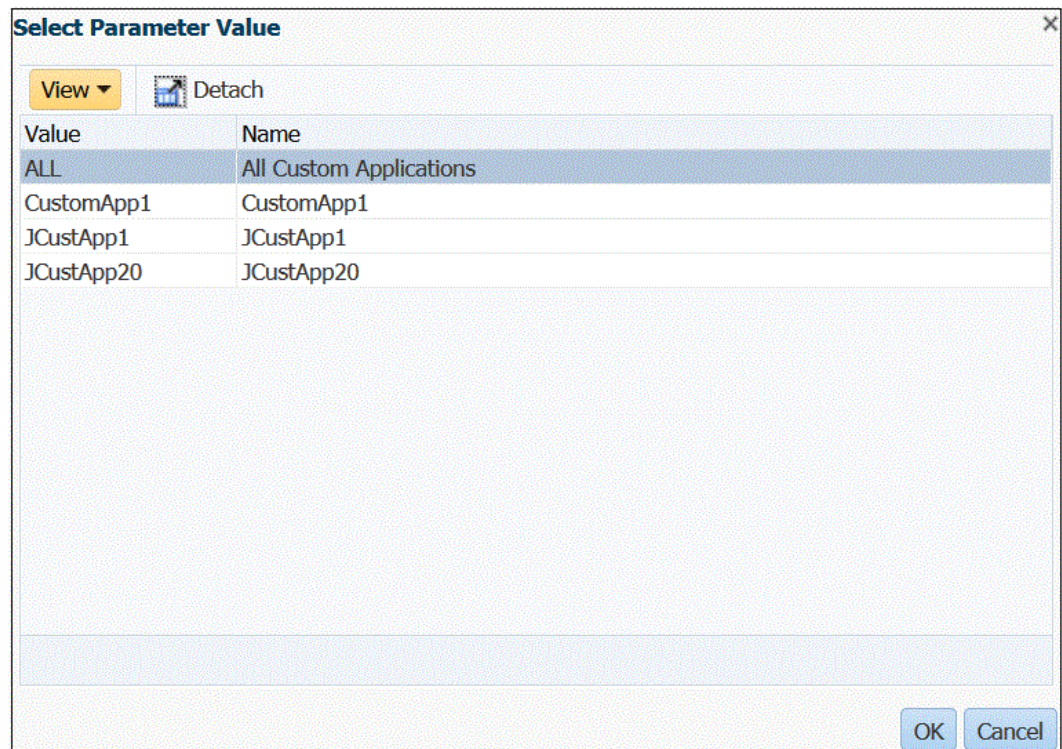 Select Parameter Value
View Detach
Value Name
ALL All Custom Applications
CustomApp1 CustomApp1
JCustApp1 JCustApp1
JCustApp20 JCustApp20
OK Cancel